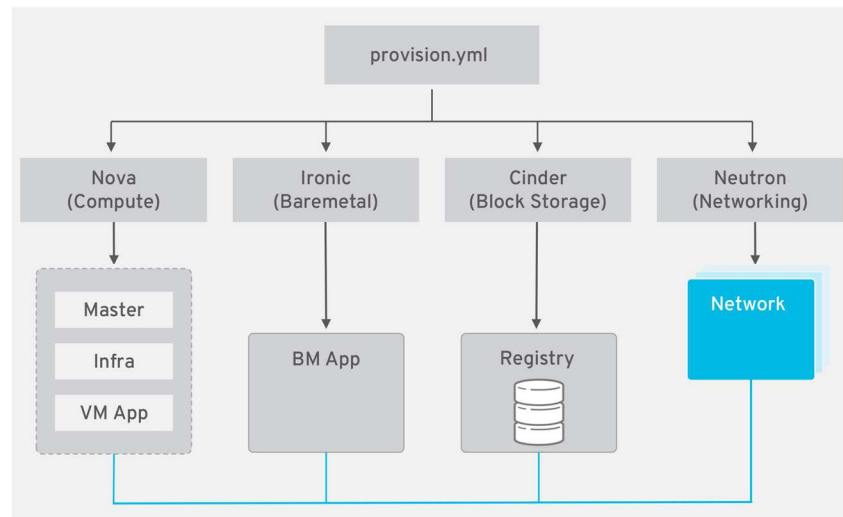 provision.yml
Nova
(Compute)
Ironic
(Baremetal)
Cinder
(Block Storage)
Neutron
(Networking)
Master
Infra
VM App
BM App
Registry
Network